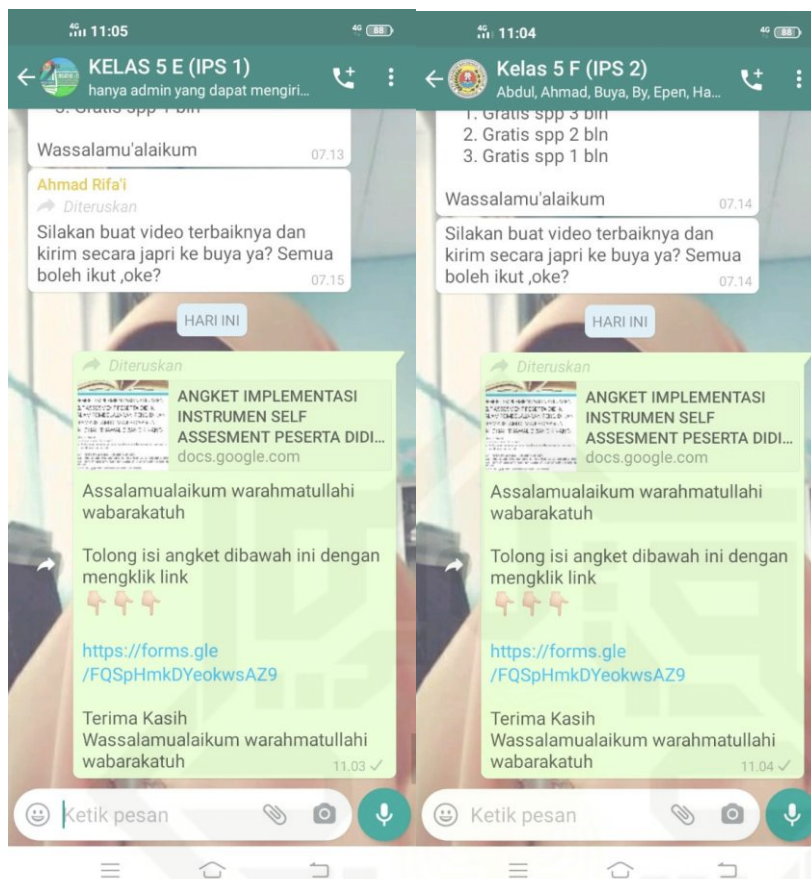 4G 11:05
4G 88
KELAS 5 E (IPS 1)
hanya admin yang dapat mengiri...
Wassalamu'alaikum
07.13
Ahmad Rifa'i
Diteruskan
Silakan buat video terbaiknya dan
kirim secara japri ke buya ya? Semua
boleh ikut ,oke?
07.15
HARI INI
Diteruskan
ANGKET IMPLEMENTASI
INSTRUMEN SELF
ASSESMENT PESERTA DIDI...
docs.google.com
Assalamualaikum warahmatullahi
wabarakatuh
Tolong isi angket dibawah ini dengan
mengklik link
https://forms.gle
/FQSpHmkDYeokwsAZ9
Terima Kasih
Wassalamualaikum warahmatullahi
wabarakatuh
11.03
Ketik pesan
4G 11:04
4G 88
Kelas 5 F (IPS 2)
Abdul, Ahmad, Buya, By, Epen, Ha...
1. Gratis spp 3 bln
2. Gratis spp 2 bln
3. Gratis spp 1 bln
Wassalamu'alaikum
07.14
Silakan buat video terbaiknya dan
kirim secara japri ke buya ya? Semua
boleh ikut ,oke?
07.14
HARI INI
Diteruskan
ANGKET IMPLEMENTASI
INSTRUMEN SELF
ASSESMENT PESERTA DIDI...
docs.google.com
Assalamualaikum warahmatullahi
wabarakatuh
Tolong isi angket dibawah ini dengan
mengklik link
https://forms.gle
/FQSpHmkDYeokwsAZ9
Terima Kasih
Wassalamualaikum warahmatullahi
wabarakatuh
11.04
Ketik pesan